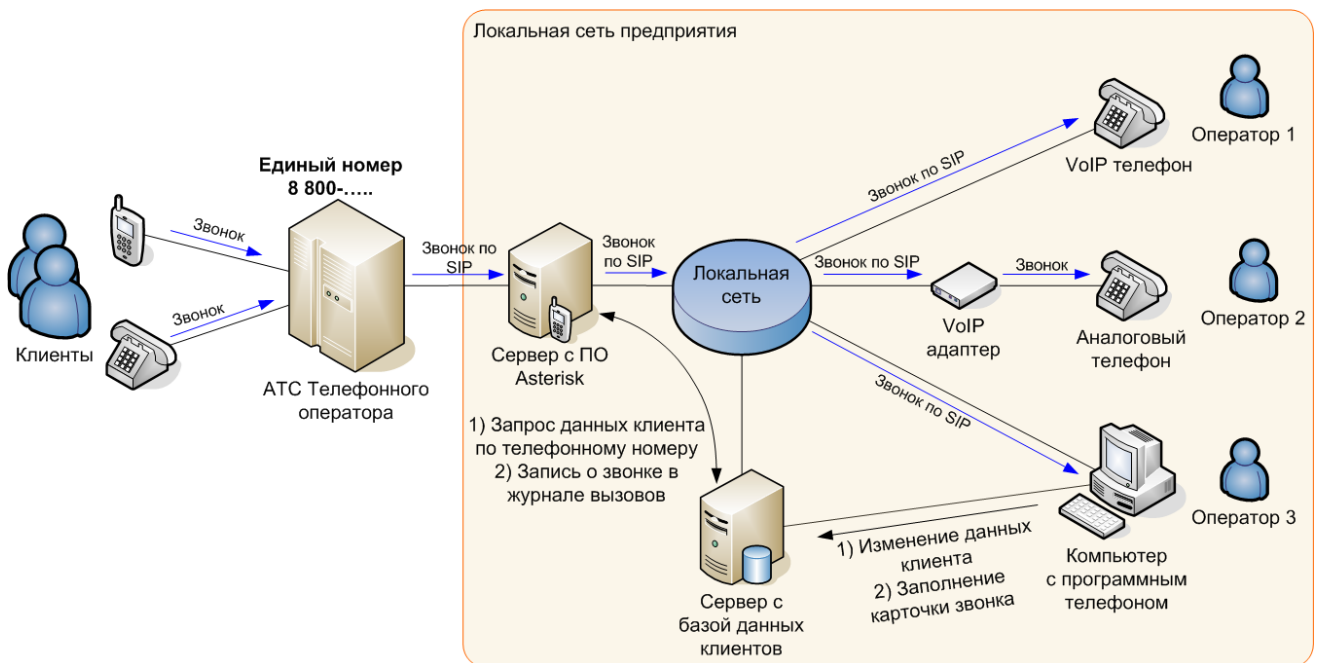 Локальная сеть предприятия
Единый номер
8 800-.....
Клиенты
Звонок
Звонок
АТС Телефонного
оператора
Звонок по
SIP
Сервер с ПО
Asterisk
Звонок
по SIP
Локальная
сеть
Звонок по SIP
VoIP телефон
Оператор 1
Звонок по SIP
VoIP
адаптер
Звонок
Аналоговый
телефон
Оператор 2
Звонок по SIP
Компьютер
с программным
телефоном
Оператор 3
1) Запрос данных клиента
по телефонному номеру
2) Запись о звонке в
журнале вызовов
Сервер с
базой данных
клиентов
1) Изменение данных
клиента
2) Заполнение
карточки звонка